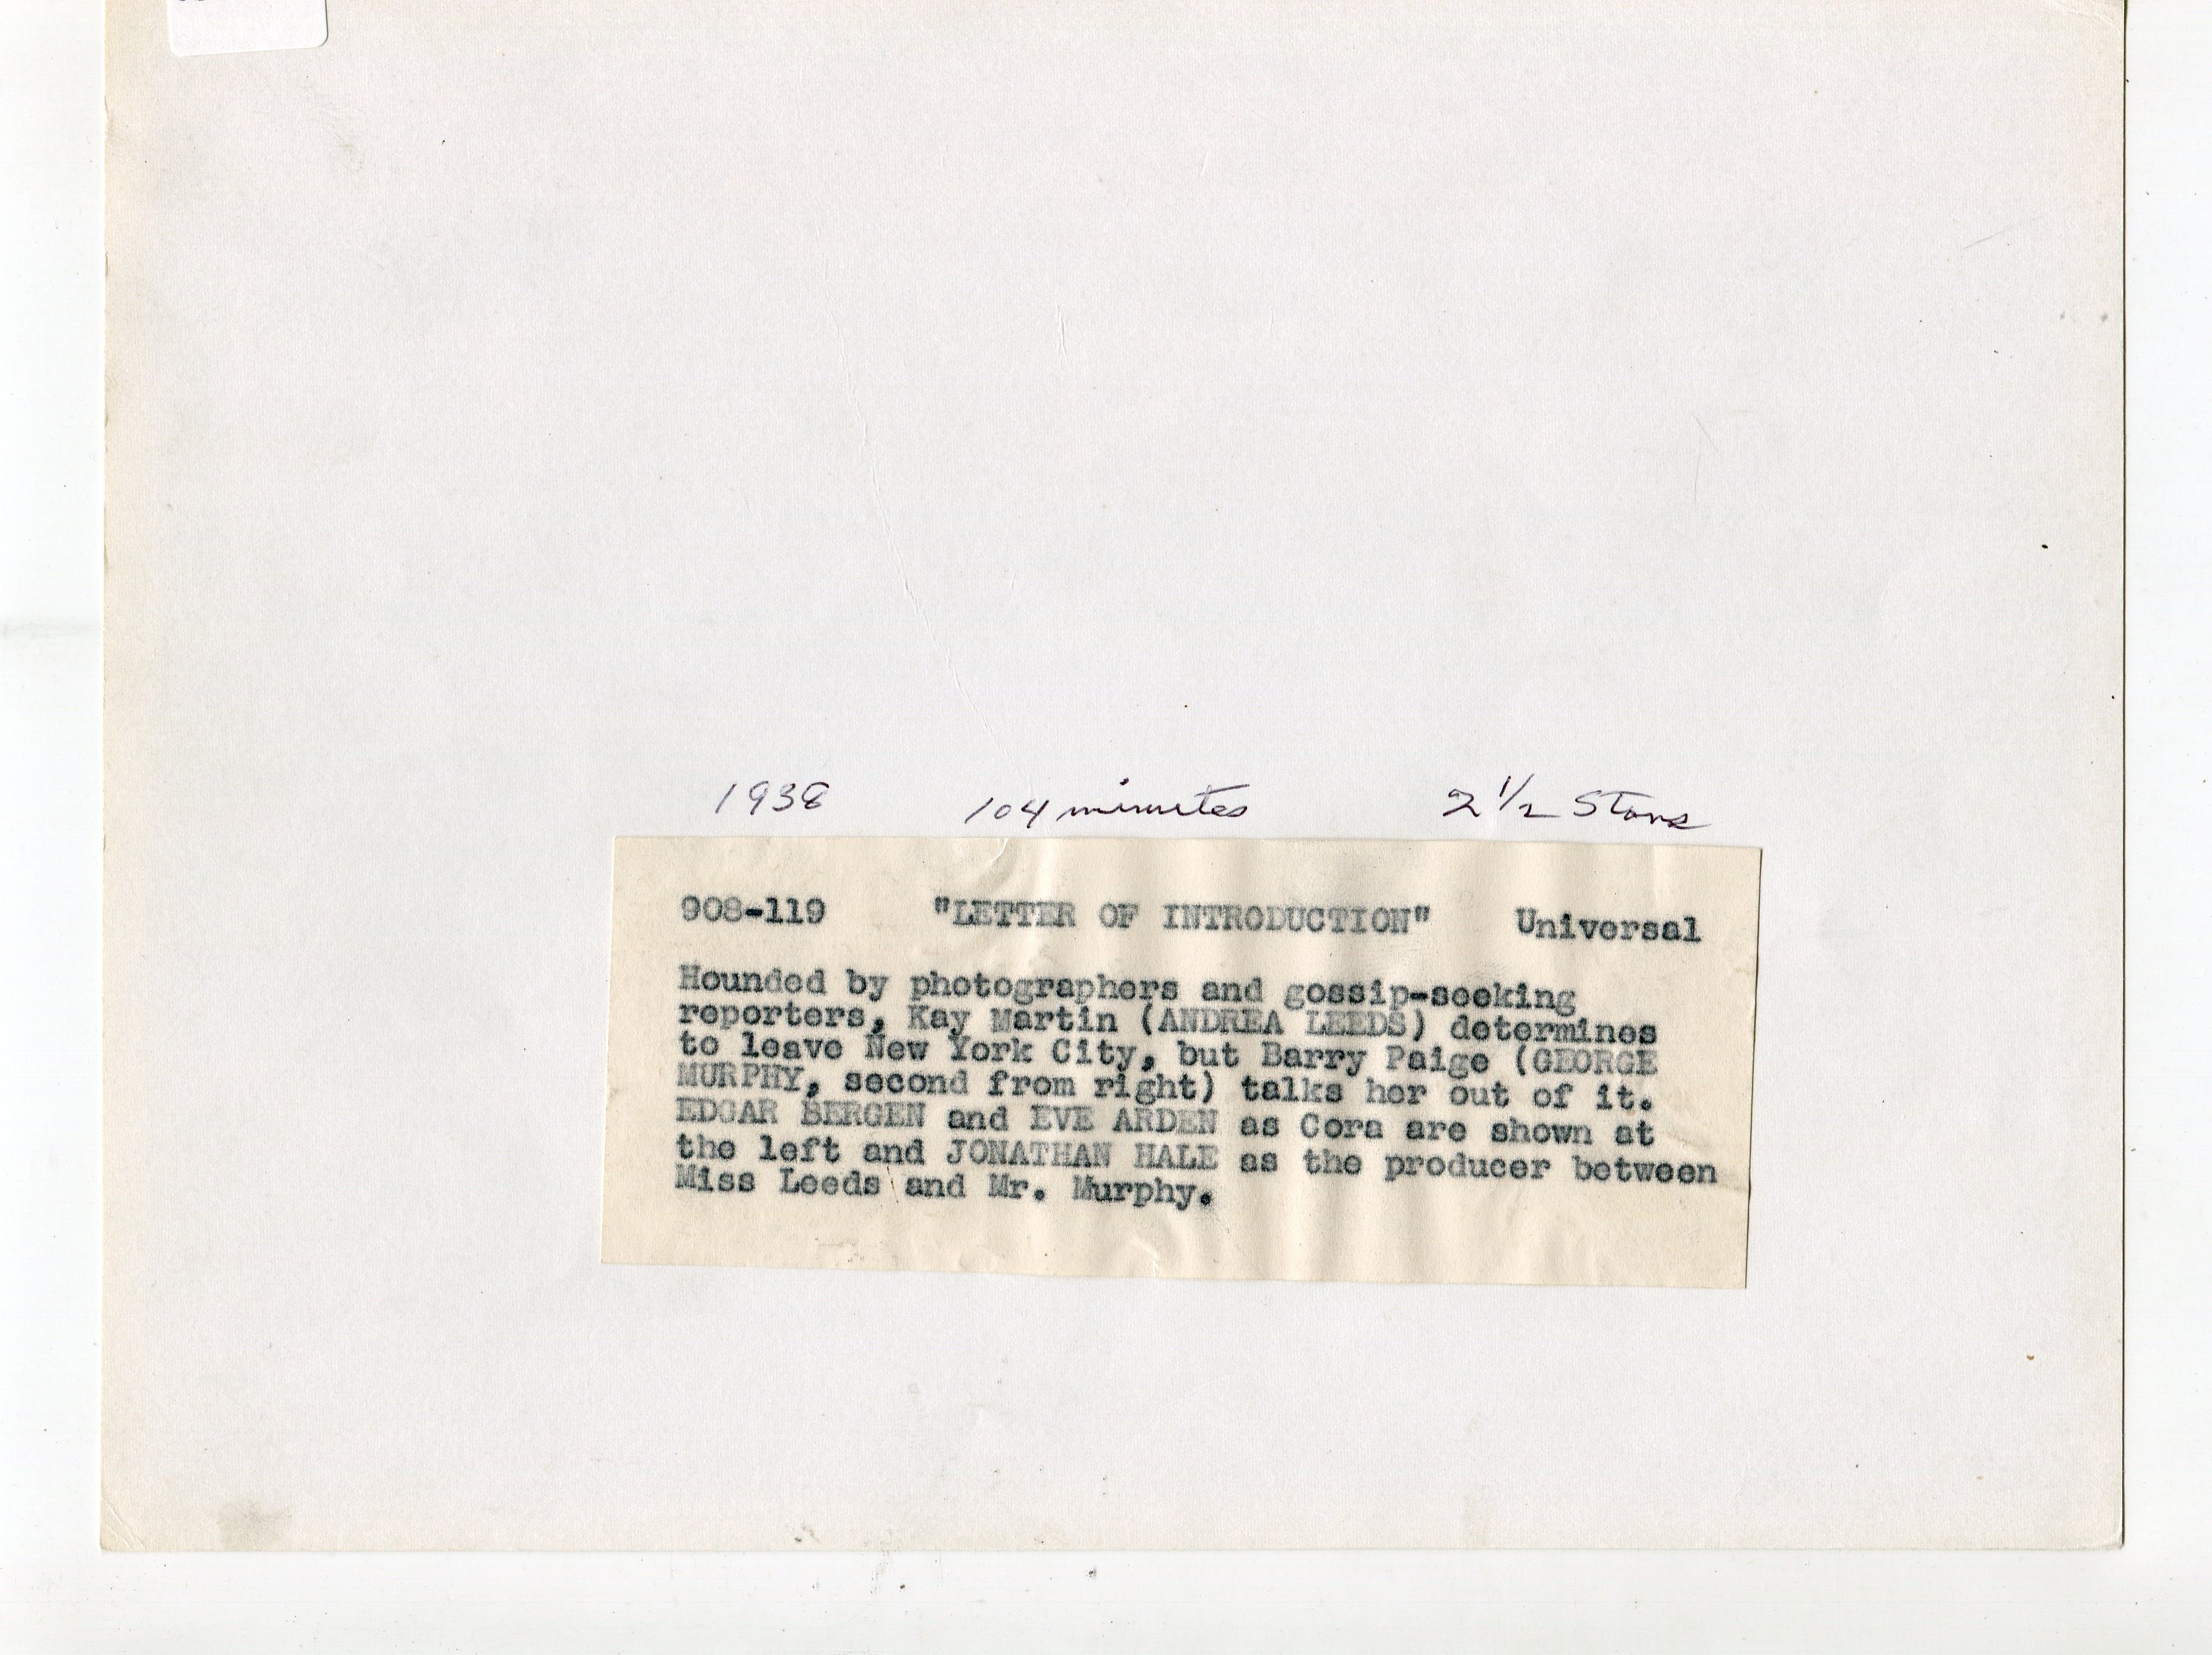 1938 104 minutes 2 1/2 Stars
908-119 "LETTER OF INTRODUCTION" Universal
Hounded by photographers and gossip-seeking
reporters, Kay Martin (ANDREA LEEDS) determines
to leave New York City, but Barry Paige (GEORGE
MURPHY, second from right) talks her out of it.
EDGAR BERGEN and EVE ARDEN as Cora are shown at
the left and JONATHAN HALE as the producer between
Miss Leeds and Mr. Murphy.